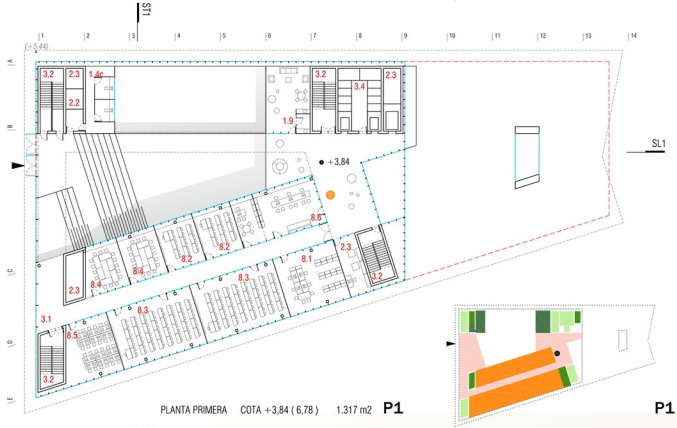 ST1
1 2 3 4 5 6 7 8 9 10 11 12 13 14
(+5,44)
A
3.2 2.3 1.4c 3.2 2.3
3.4
2.2
1.9
B
SL1
+3,84
8.6
8.2
8.2 2.3
8.4
8.1
C
8.4 3.2
8.3
2.3
8.3
3.1
8.5
D
3.2
E
PLANTA PRIMERA COTA +3,84 ( 6,78 ) 1.317 m2 P1
P1